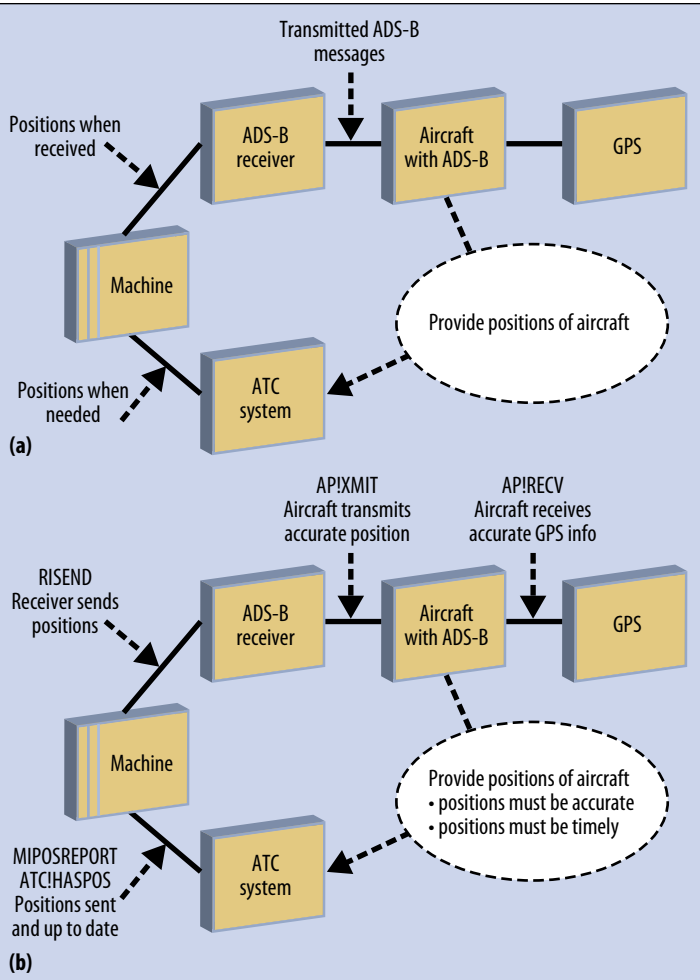 Transmitted ADS-B
messages
Positions when
received
ADS-B
receiver
Aircraft
with ADS-B
GPS
Machine
Provide positions of aircraft
Positions when
needed
ATC
system
(a)
AP!XMIT
Aircraft transmits
accurate position
AP!RECV
Aircraft receives
accurate GPS info
RISEND
Receiver sends
positions
ADS-B
receiver
Aircraft
with ADS-B
GPS
Machine
Provide positions of aircraft
• positions must be accurate
• positions must be timely
MIPOSREPORT
ATC!HASPOS
Positions sent
and up to date
ATC
system
(b)